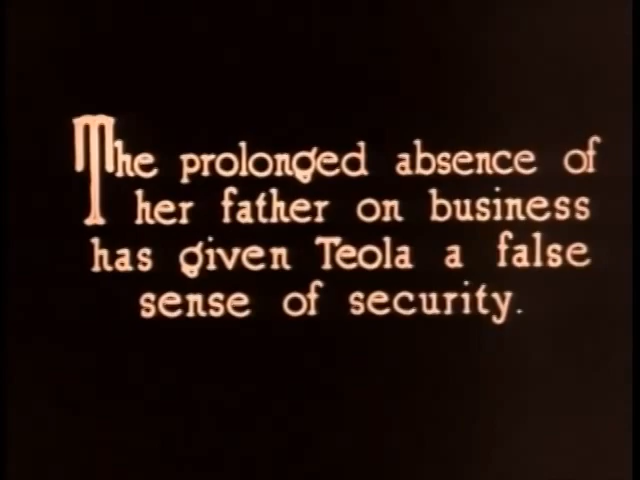 The prolonged absence of
her father on business
has given Teola a false
sense of security.